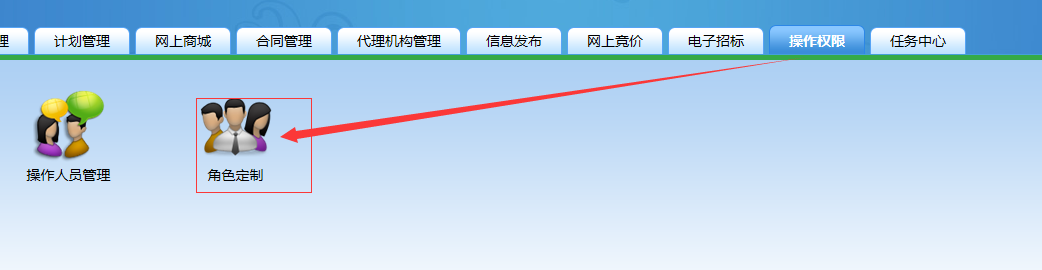 理 计划管理 网上商城 合同管理 代理机构管理 信息发布 网上竞价 电子招标 操作权限 任务中心
操作人员管理 角色定制